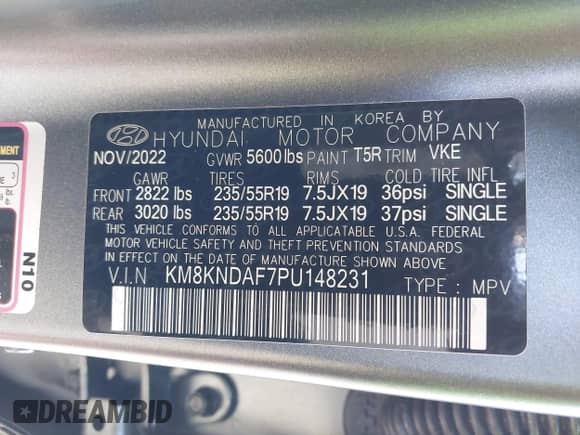 MANUFACTURED IN KOREA BY
HYUNDAI MOTOR COMPANY
NOV/2022 GVWR 5600 lbs PAINT T5R TRIM VKE
GAWR TIRES RIMS COLD TIRE INFL
FRONT 2822 lbs 235/55R19 7.5JX19 36psi SINGLE
REAR 3020 lbs 235/55R19 7.5JX19 37psi SINGLE
THIS VEHICLE CONFORMS TO ALL APPLICATABLE U.S.A. FEDERAL
MOTOR VEHICLE SAFETY AND THEFT PREVENTION STANDARDS
IN EFFECT ON THE DATE OF MANUFACTURE SHOWN ABOVE
V.I.N KM8KNDAF7PU148231 TYPE : MPV
N10
DREAMBID